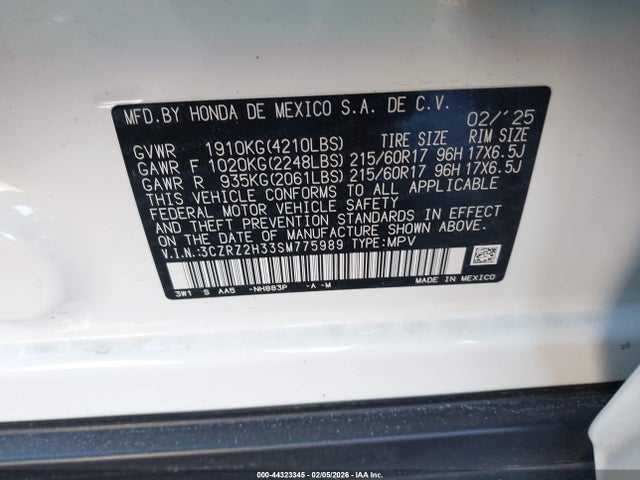 MFD.BY HONDA DE MEXICO S.A. DE C.V. 02/'25
GVWR 1910KG(4210LBS) TIRE SIZE RIM SIZE
GAWR F 1020KG(2248LBS) 215/60R17 96H 17X6.5J
GAWR R 935KG(2061LBS) 215/60R17 96H 17X6.5J
THIS VEHICLE CONFORMS TO ALL APPLICABLE
FEDERAL MOTOR VEHICLE SAFETY
AND THEFT PREVENTION STANDARDS IN EFFECT
ON THE DATE OF MANUFACTURE SHOWN ABOVE.
V.I.N.:3CZRZ2H33SM775989 TYPE:MPV
3W1 S AA5 -NH883P -A -M MADE IN MEXICO
000-44323345 - 02/05/2026 - IAA Inc.